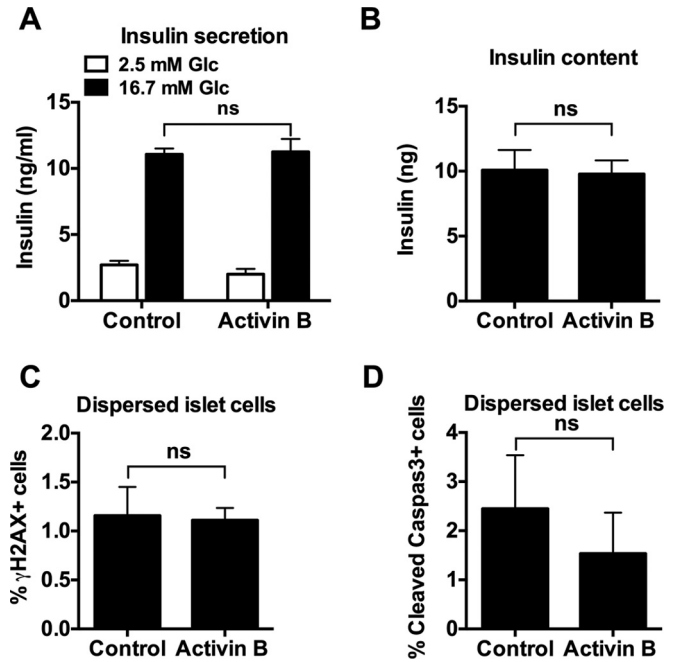 A
Insulin secretion
2.5 mM Glc
16.7 mM Glc
ns
Insulin (ng/ml)
15
10
5
0
Control
Activin B
B
Insulin content
ns
Insulin (ng)
15
10
5
0
Control
Activin B
C
Dispersed islet cells
ns
% γH2AX+ cells
2.0
1.5
1.0
0.5
0.0
Control
Activin B
D
Dispersed islet cells
ns
% Cleaved Caspas3+ cells
4
3
2
1
0
Control
Activin B